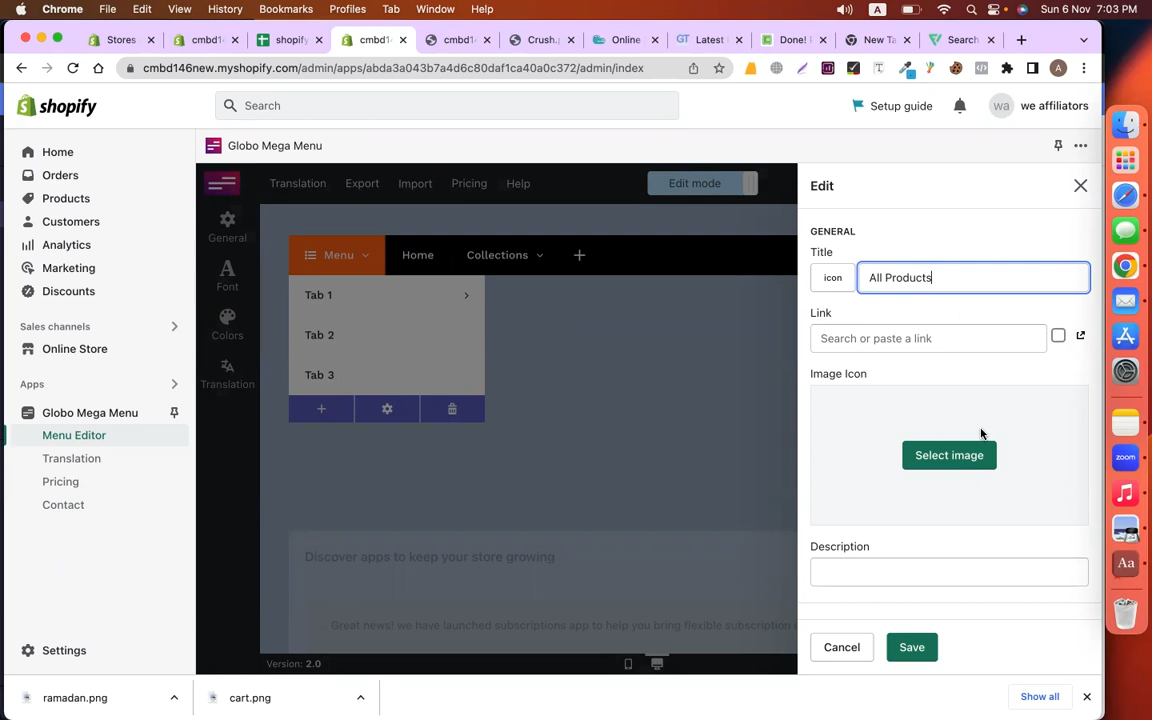 Chrome File Edit View History Bookmarks Profiles Tab Window Help A Sun 6 Nov 7:03 PM
Stores cmbd1 shopify cmbd1 cmbd1 Crush.p Online GT Latest Done! D New Ta Search
cmbd146new.myshopify.com/admin/apps/abda3a043b7a4d6c80daf1ca40a0c372/admin/index
shopify Search Setup guide wa we affiliators
Globo Mega Menu
Home
Orders
Products
Customers
Analytics
Marketing
Discounts
Sales channels
Online Store
Apps
Globo Mega Menu
Menu Editor
Translation
Pricing
Contact
Settings
Translation Export Import Pricing Help Edit mode
General
Font
Colors
Translation
Menu Home Collections
Tab 1
Tab 2
Tab 3
Discover apps to keep your store growing
Great news! we have launched subscriptions app to help you bring flexible subscription
Version: 2.0
Edit
GENERAL
Title
icon All Products
Link
Search or paste a link
Image Icon
Select image
Description
Cancel Save
zoom
Aa
ramadan.png cart.png Show all